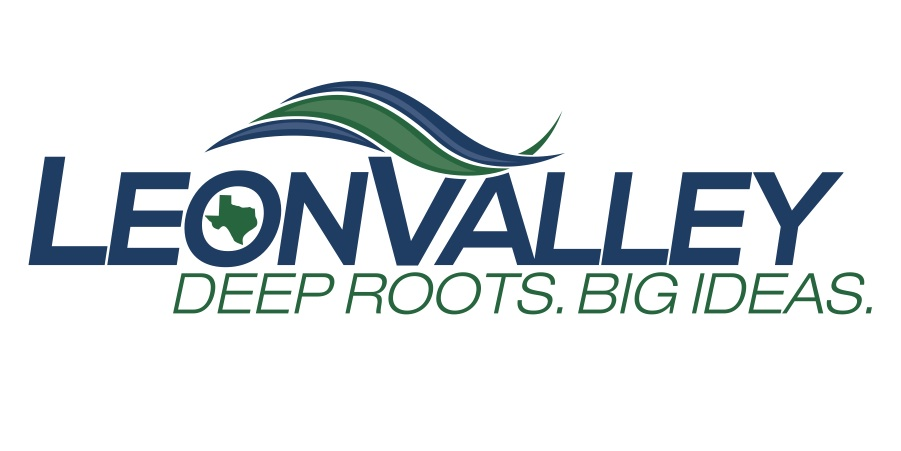 LEONVALLEY
DEEP ROOTS. BIG IDEAS.